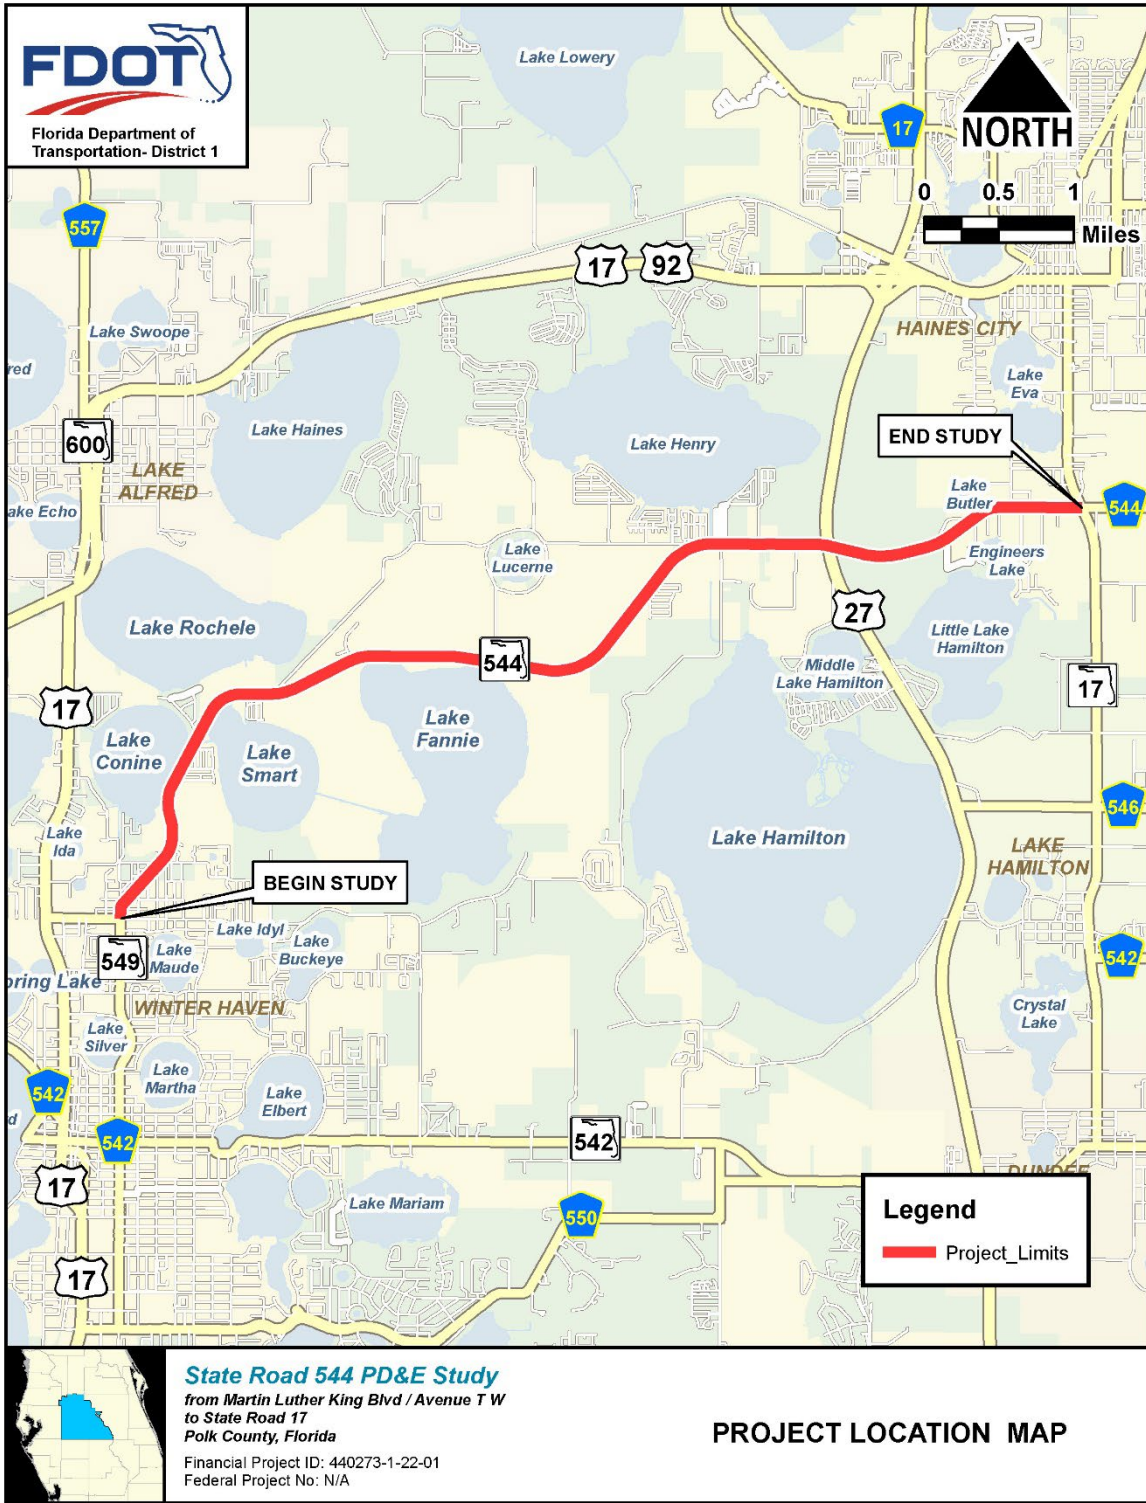 FDOT
Florida Department of
Transportation- District 1
Lake Lowery
17
NORTH
0 0.5 1
Miles
557
17 92
Lake Swoope
HAINES CITY
red
Lake
Eva
Lake Haines
600
Lake Henry
END STUDY
LAKE
ALFRED
Lake
Butler
ake Echo
544
Lake
Lucerne
Engineers
Lake
27
Lake Rochele
Little Lake
Hamilton
544
Middle
Lake Hamilton
17
17
Lake
Conine
Lake
Fannie
Lake
Smart
546
Lake
Ida
Lake Hamilton
LAKE
HAMILTON
BEGIN STUDY
Lake Idyl
Lake
Buckeye
549
Lake
Maude
542
pring Lake
WINTER HAVEN
Crystal
Lake
Lake
Silver
Lake
Martha
542
Lake
Elbert
d
542
542
DUNDEE
17
Lake Mariam
550
17
Legend
Project_Limits
State Road 544 PD&E Study
from Martin Luther King Blvd / Avenue T W
to State Road 17
Polk County, Florida
Financial Project ID: 440273-1-22-01
Federal Project No: N/A
PROJECT LOCATION MAP